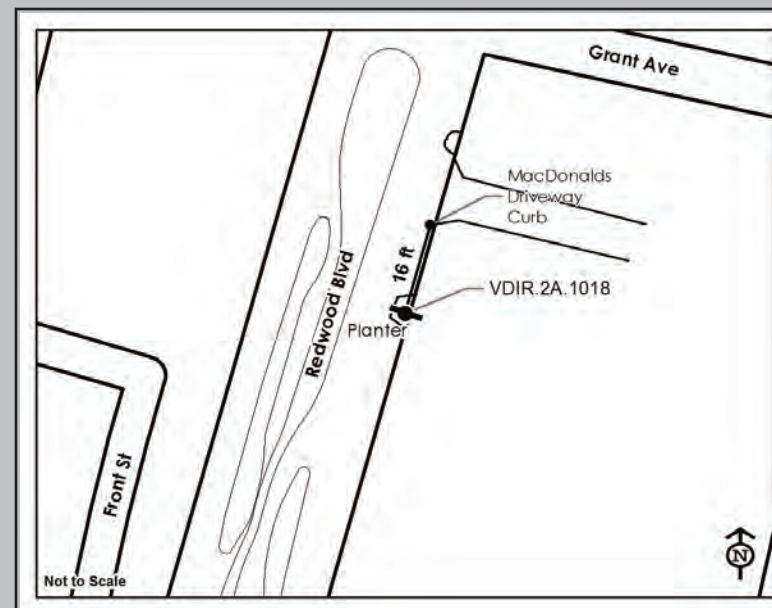 Grant Ave
MacDonalds
Driveway
Curb
16 ft
VDIR.2A.1018
Redwood Blvd
Planter
Front St
Not to Scale
N